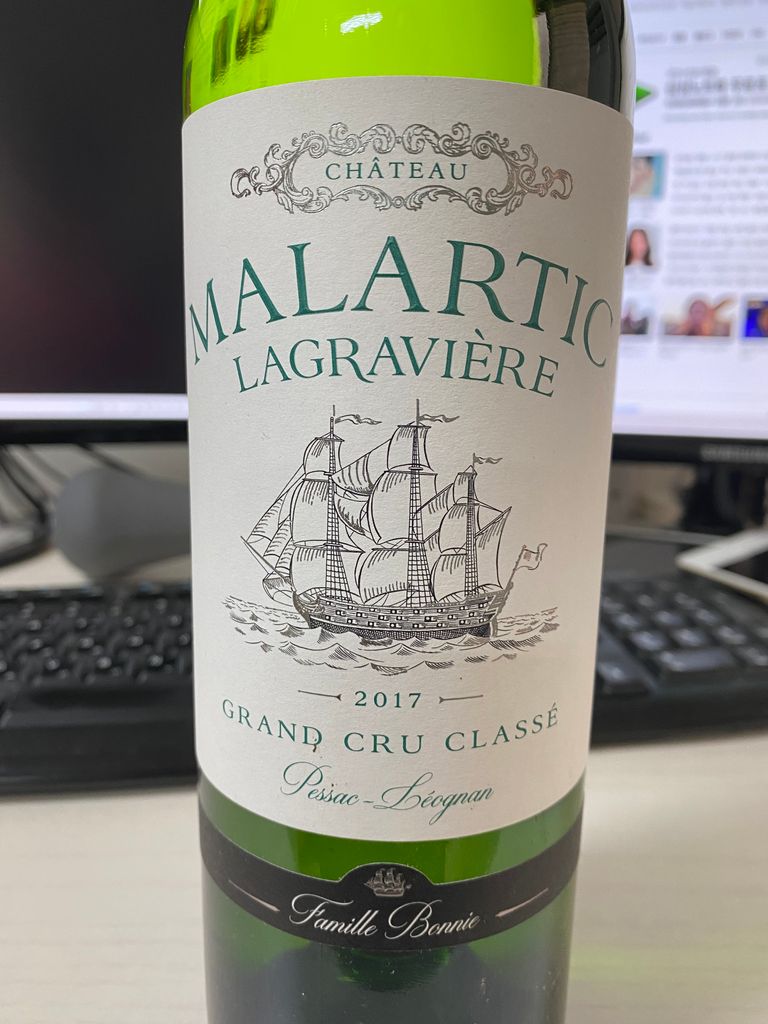 CHÂTEAU
MALARTIC
LAGRAVIÈRE
2017
GRAND CRU CLASSÉ
Pessac-Léognan
Famille Bonnie